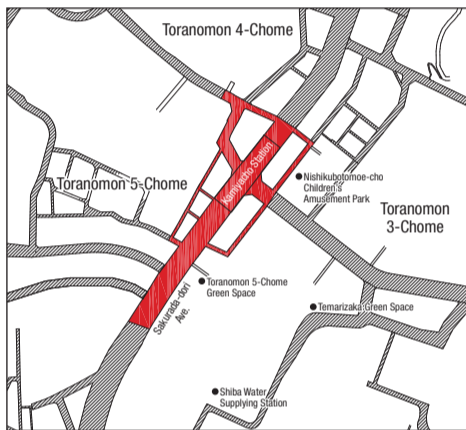 Toranomon 4-Chome
Kamiyacho Station
Toranomon 5-Chome
Nishikubotomoe-cho
Children's
Amusement Park
Toranomon
3-Chome
Toranomon 5-Chome
Green Space
Sakurada-dori
Ave.
Temarizaka Green Space
Shiba Water
Supplying Station